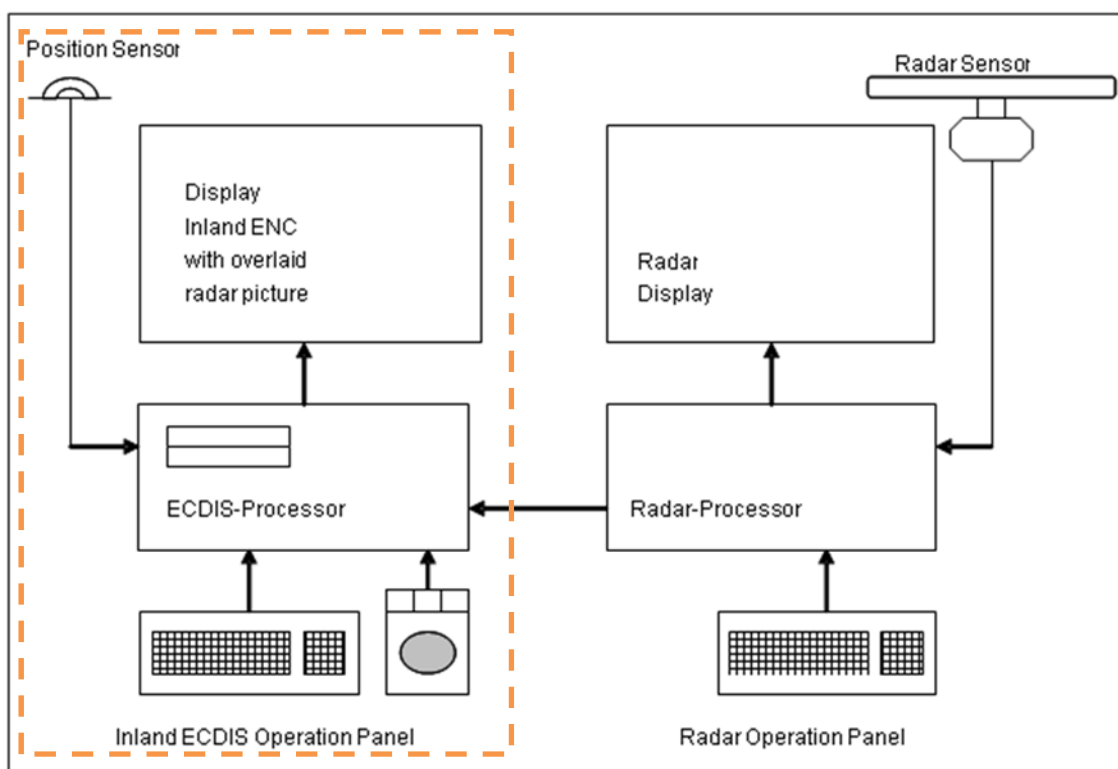 Position Sensor
Radar Sensor
Display
Inland ENC
with overlaid
radar picture
Radar
Display
ECDIS-Processor
Radar-Processor
Inland ECDIS Operation Panel
Radar Operation Panel